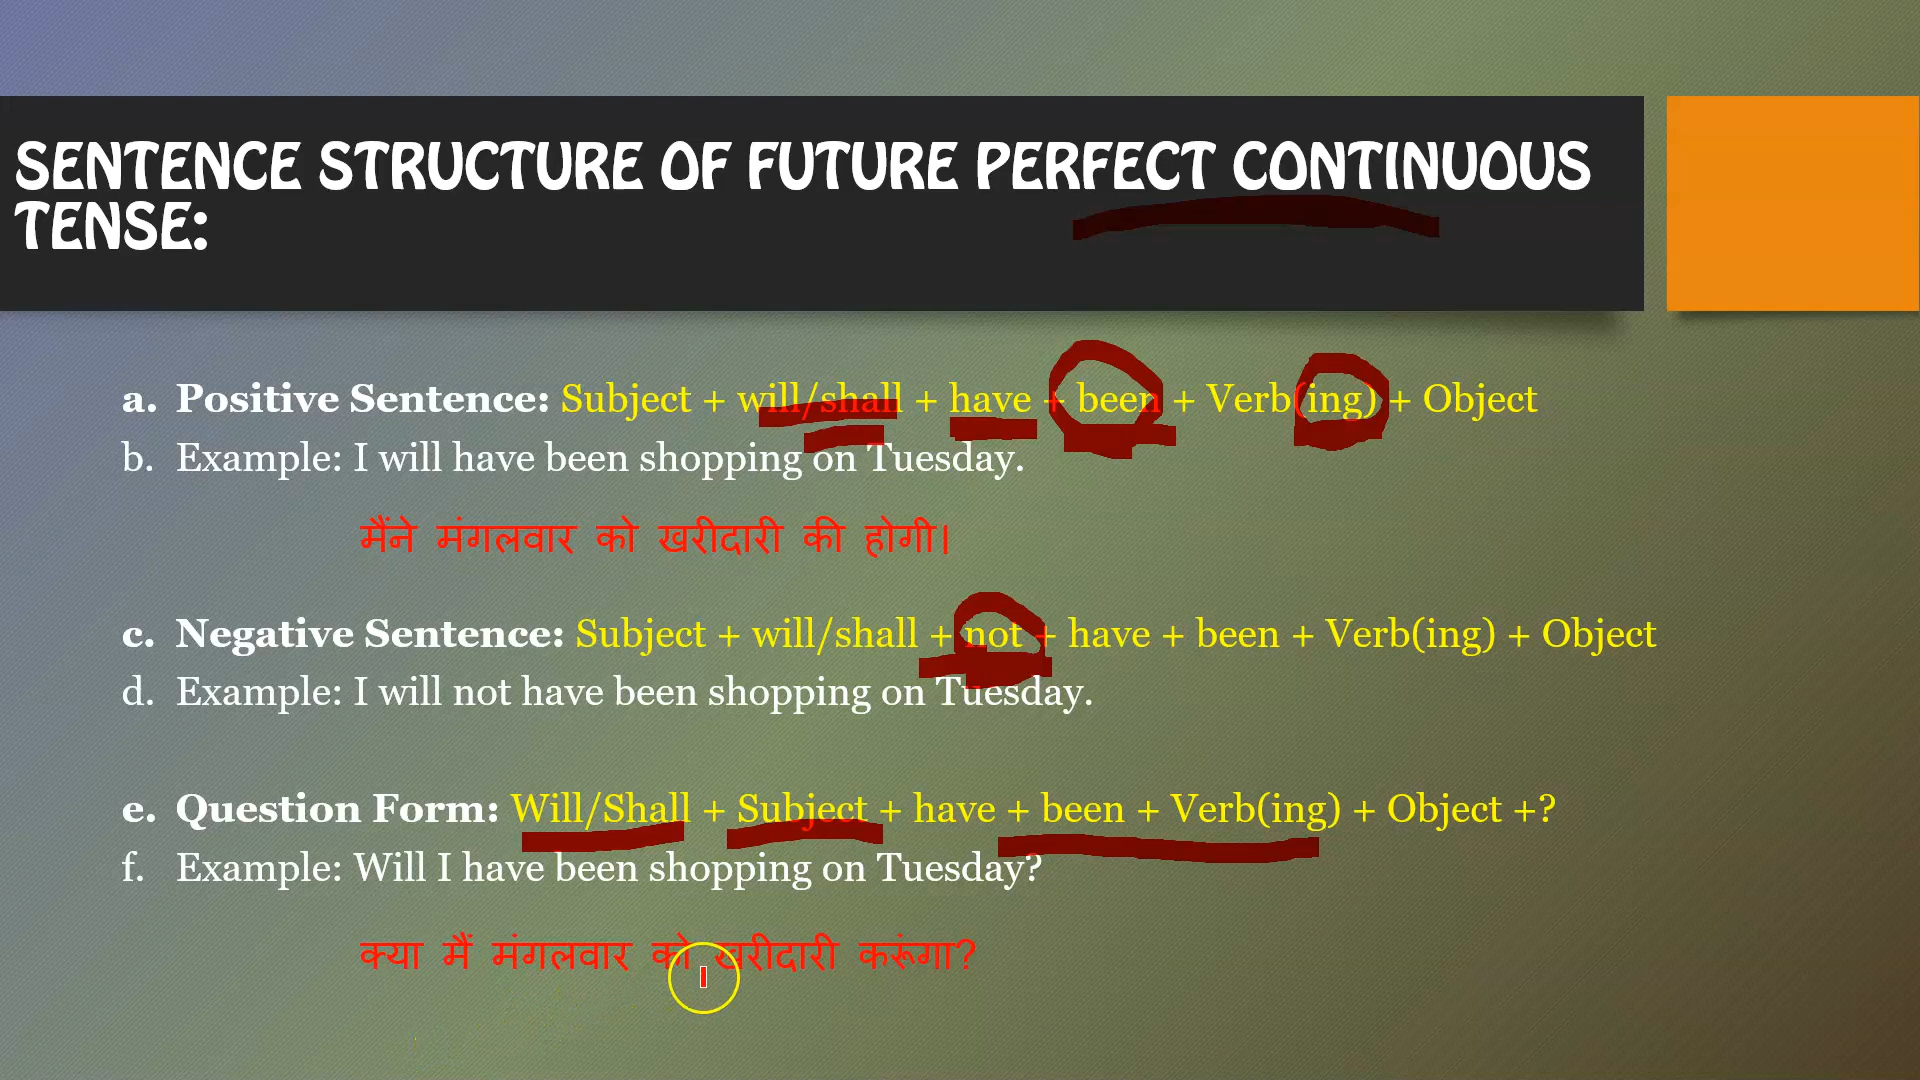 SENTENCE STRUCTURE OF FUTURE PERFECT CONTINUOUS
TENSE:
a. Positive Sentence: Subject + will/shall + have + been + Verb(ing) + Object
b. Example: I will have been shopping on Tuesday.
मैंने मंगलवार को खरीदारी की होगी।
c. Negative Sentence: Subject + will/shall + not + have + been + Verb(ing) + Object
d. Example: I will not have been shopping on Tuesday.
e. Question Form: Will/Shall + Subject + have + been + Verb(ing) + Object +?
f. Example: Will I have been shopping on Tuesday?
क्या मैं मंगलवार को खरीदारी करूंगा?